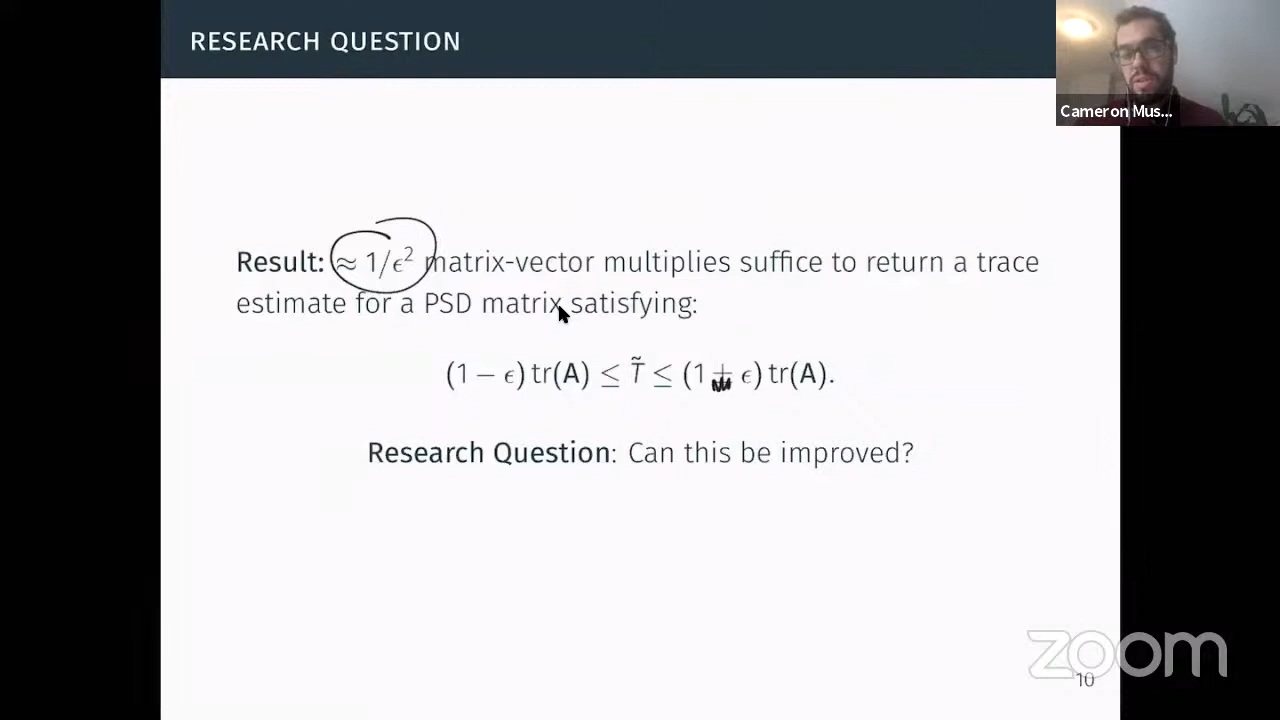 RESEARCH QUESTION
Cameron Mus...
Result: ≈ 1/ϵ² matrix-vector multiplies suffice to return a trace
estimate for a PSD matrix satisfying:
(1 − ϵ) tr(A) ≤ T̃ ≤ (1 + ϵ) tr(A).
Research Question: Can this be improved?
zoom
10